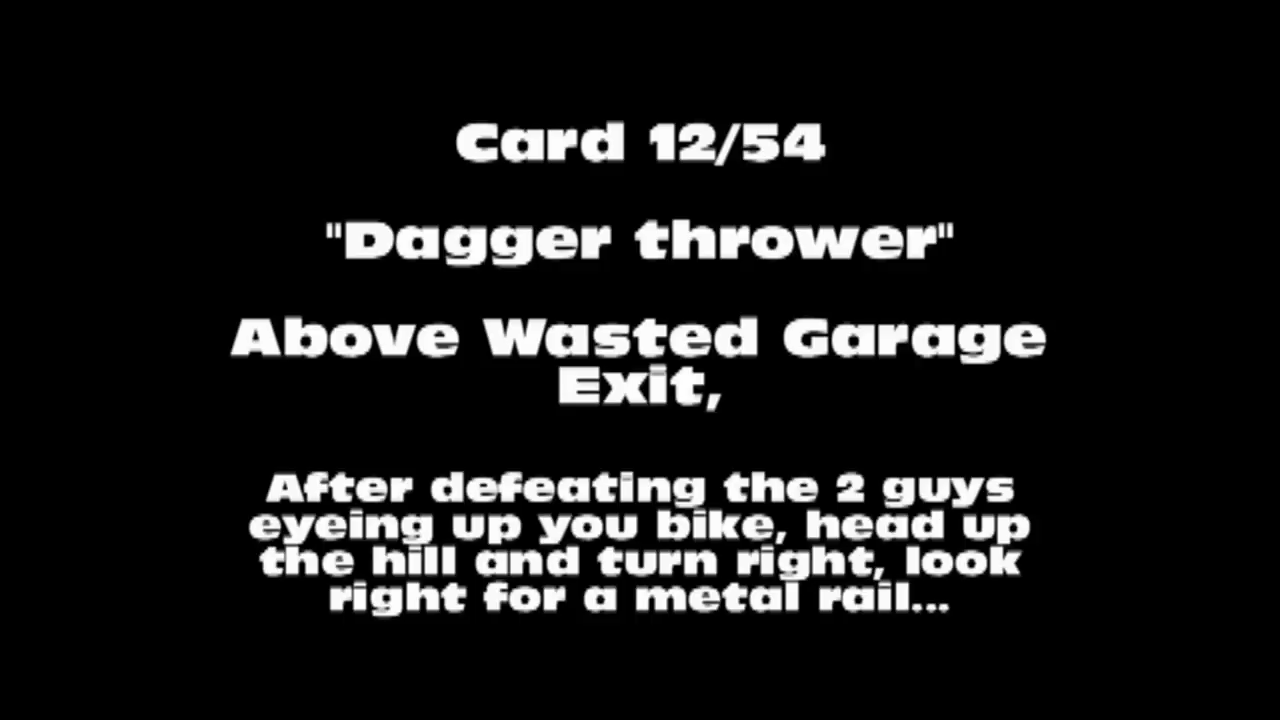 Card 12/54
"Dagger thrower"
Above Wasted Garage
Exit,
After defeating the 2 guys
eyeing up you bike, head up
the hill and turn right, look
right for a metal rail...